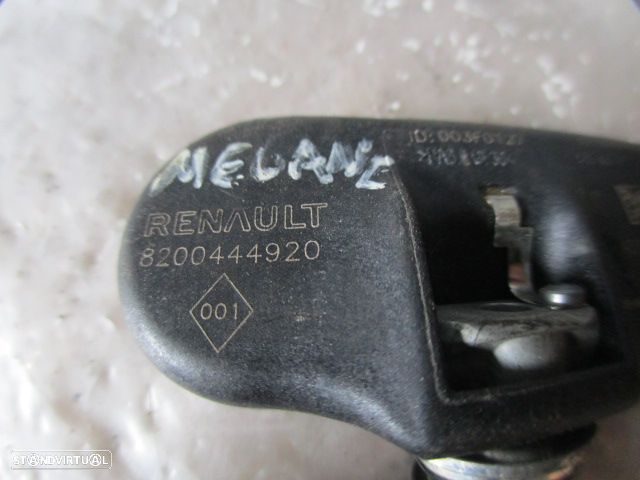 MEGANE
RENAULT
8200444920
001
STANDVIRTUAL